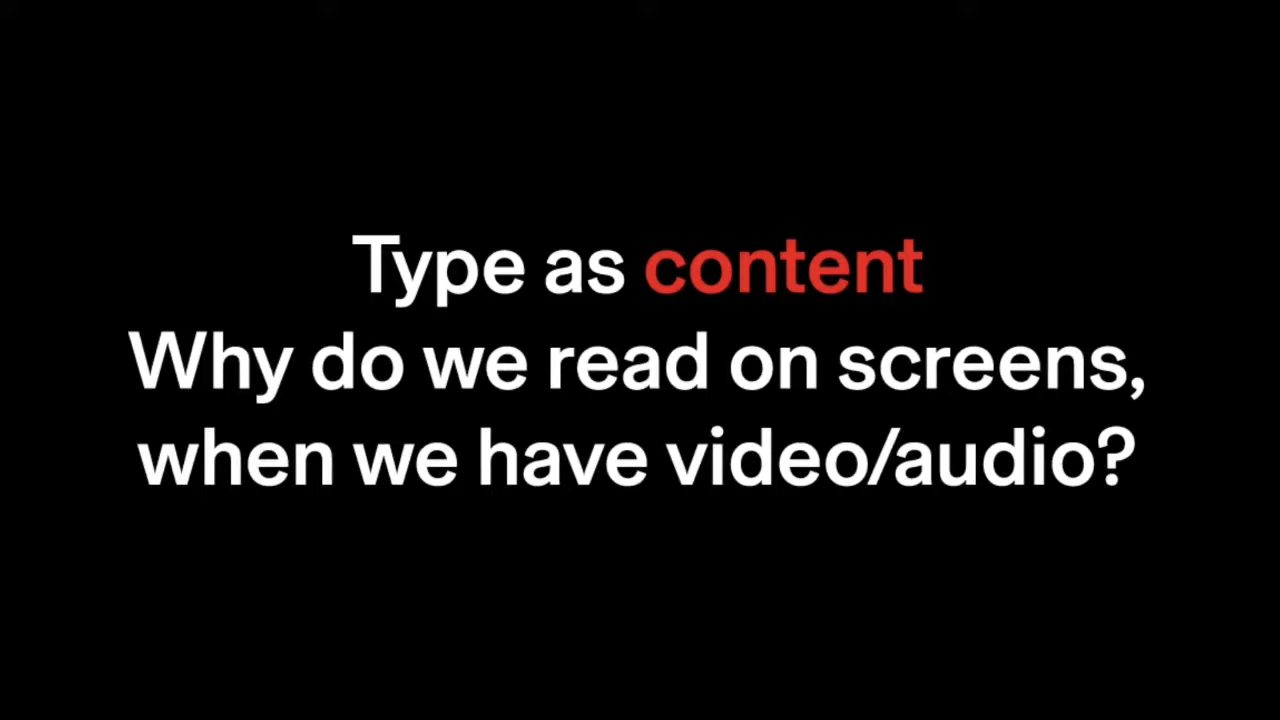 Type as content
Why do we read on screens,
when we have video/audio?